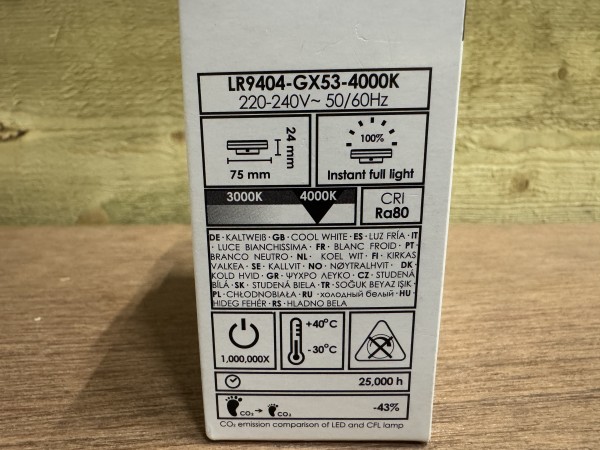 LR9404-GX53-4000K
220-240V~ 50/60Hz
24 mm
75 mm
100%
Instant full light
3000K
4000K
CRI
Ra80
DE · KALTWEIß · GB · COOL WHITE · ES · LUZ FRÍA · IT
· LUCE BIANCHISSIMA · FR · BLANC FROID · PT ·
BRANCO NEUTRO · NL · KOEL WIT · FI · KIRKAS
VALKEA · SE · KALLVIT · NO · NØYTRALHVIT · DK ·
KOLD HVID · GR · ΨΥΧΡΟ ΛΕΥΚΟ · CZ · STUDENÁ
BÍLÁ · SK · STUDENÁ BIELA · TR · SOĞUK BEYAZ IŞIK ·
PL · CHŁODNOBIAŁA · RU · холодный белый · HU ·
HIDEG FEHÉR · RS · HLADNO BELA
1,000,000X
+40°C
-30°C
25,000 h
CO₂ → CO₂
-43%
CO₂ emission comparison of LED and CFL lamp